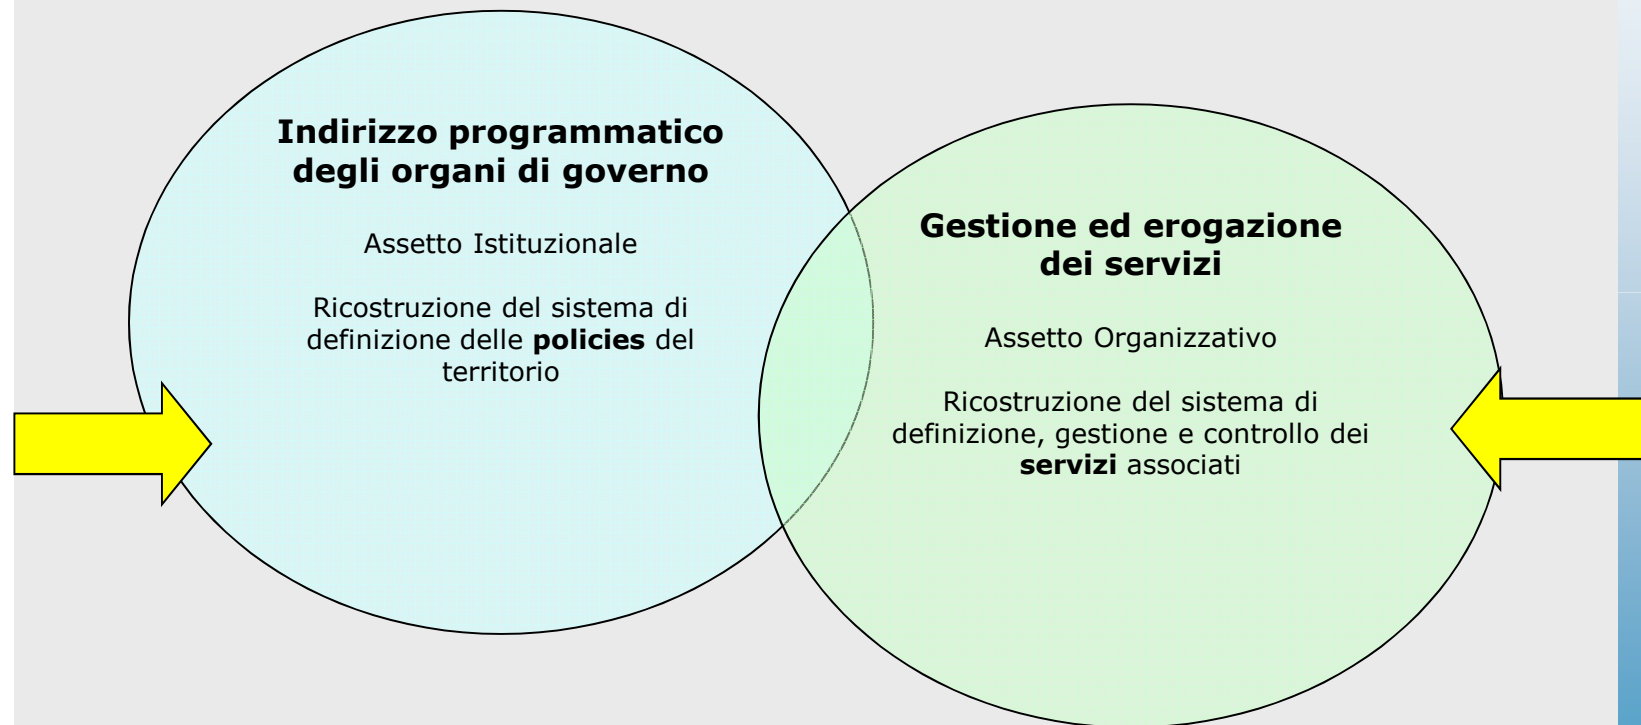 Indirizzo programmatico
degli organi di governo
Assetto Istituzionale
Ricostruzione del sistema di
definizione delle policies del
territorio
Gestione ed erogazione
dei servizi
Assetto Organizzativo
Ricostruzione del sistema di
definizione, gestione e controllo dei
servizi associati